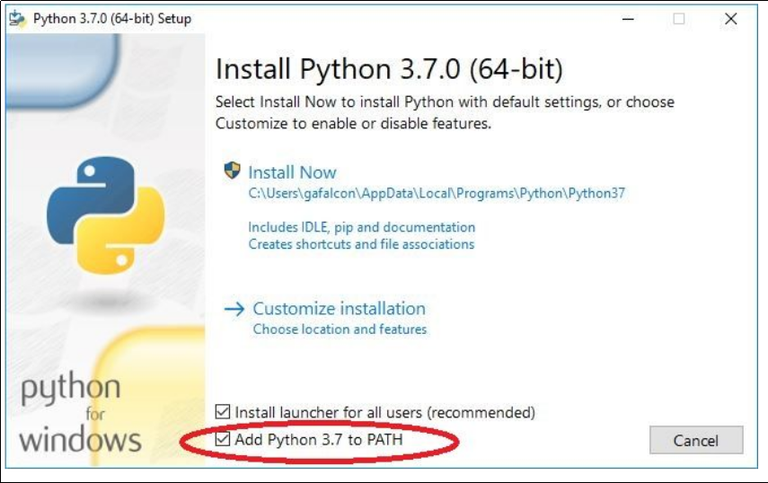 Python 3.7.0 (64-bit) Setup
Install Python 3.7.0 (64-bit)
Select Install Now to install Python with default settings, or choose
Customize to enable or disable features.
Install Now
C:\Users\gafalcon\AppData\Local\Programs\Python\Python37
Includes IDLE, pip and documentation
Creates shortcuts and file associations
Customize installation
Choose location and features
python
for
windows
Install launcher for all users (recommended)
Add Python 3.7 to PATH
Cancel